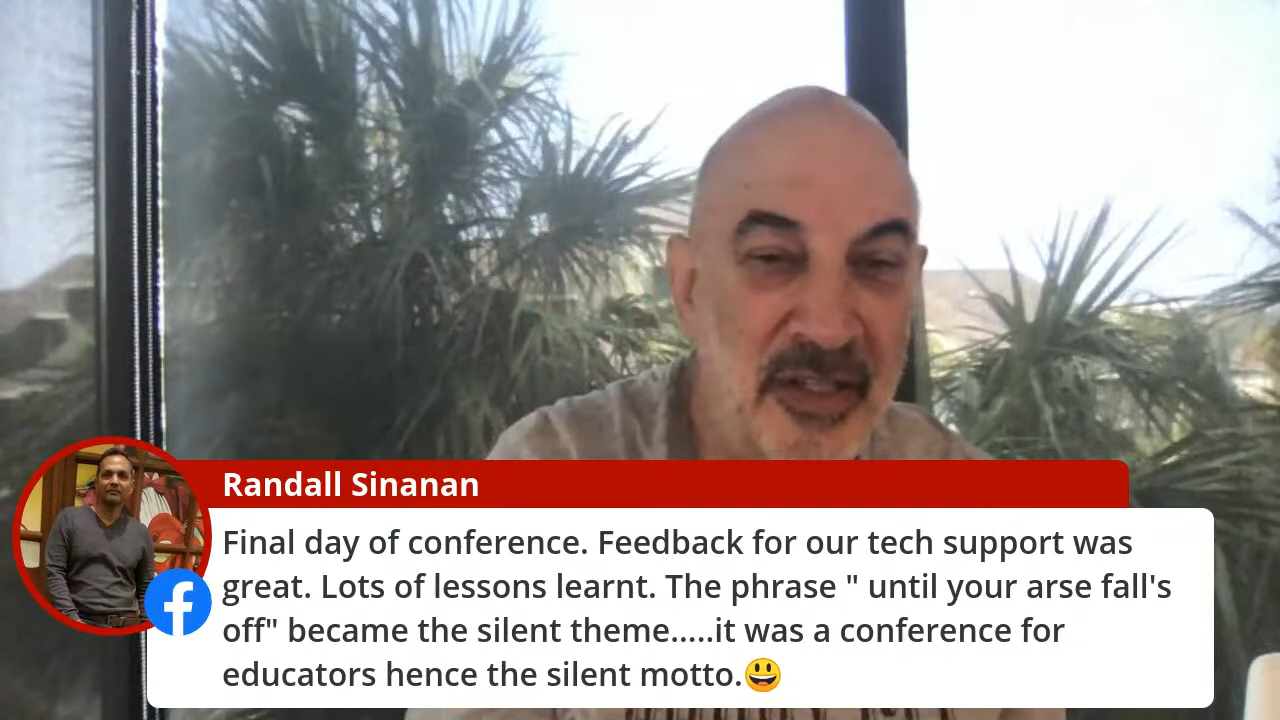 Randall Sinanan
Final day of conference. Feedback for our tech support was
great. Lots of lessons learnt. The phrase " until your arse fall's
off" became the silent theme.....it was a conference for
educators hence the silent motto.😃